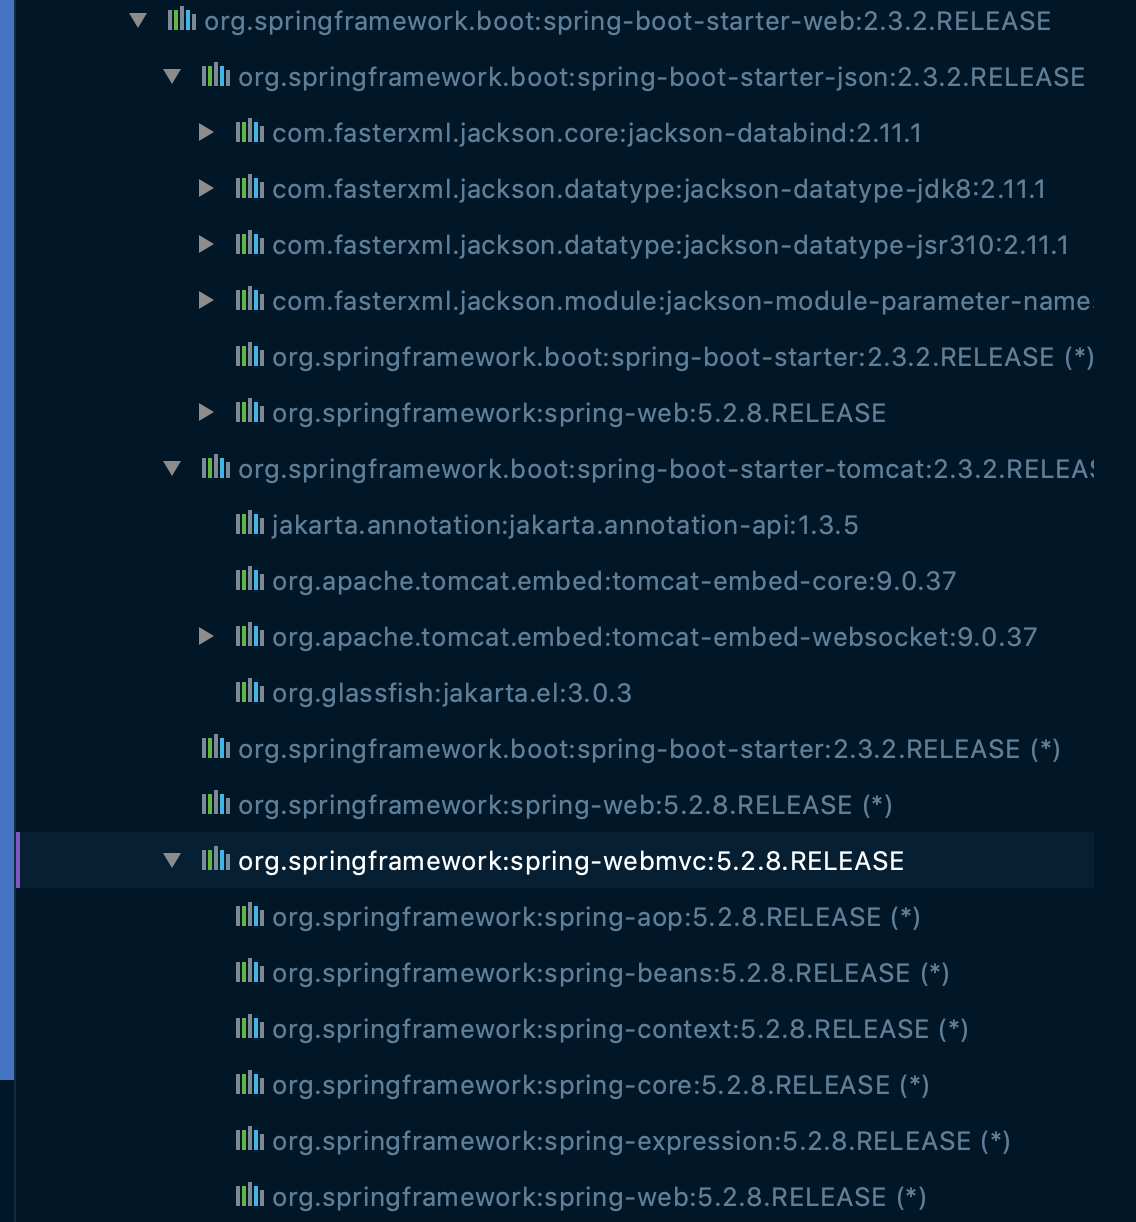 org.springframework.boot:spring-boot-starter-web:2.3.2.RELEASE
org.springframework.boot:spring-boot-starter-json:2.3.2.RELEASE
com.fasterxml.jackson.core:jackson-databind:2.11.1
com.fasterxml.jackson.datatype:jackson-datatype-jdk8:2.11.1
com.fasterxml.jackson.datatype:jackson-datatype-jsr310:2.11.1
com.fasterxml.jackson.module:jackson-module-parameter-name
org.springframework.boot:spring-boot-starter:2.3.2.RELEASE (*)
org.springframework:spring-web:5.2.8.RELEASE
org.springframework.boot:spring-boot-starter-tomcat:2.3.2.RELEAS
jakarta.annotation:jakarta.annotation-api:1.3.5
org.apache.tomcat.embed:tomcat-embed-core:9.0.37
org.apache.tomcat.embed:tomcat-embed-websocket:9.0.37
org.glassfish:jakarta.el:3.0.3
org.springframework.boot:spring-boot-starter:2.3.2.RELEASE (*)
org.springframework:spring-web:5.2.8.RELEASE (*)
org.springframework:spring-webmvc:5.2.8.RELEASE
org.springframework:spring-aop:5.2.8.RELEASE (*)
org.springframework:spring-beans:5.2.8.RELEASE (*)
org.springframework:spring-context:5.2.8.RELEASE (*)
org.springframework:spring-core:5.2.8.RELEASE (*)
org.springframework:spring-expression:5.2.8.RELEASE (*)
org.springframework:spring-web:5.2.8.RELEASE (*)